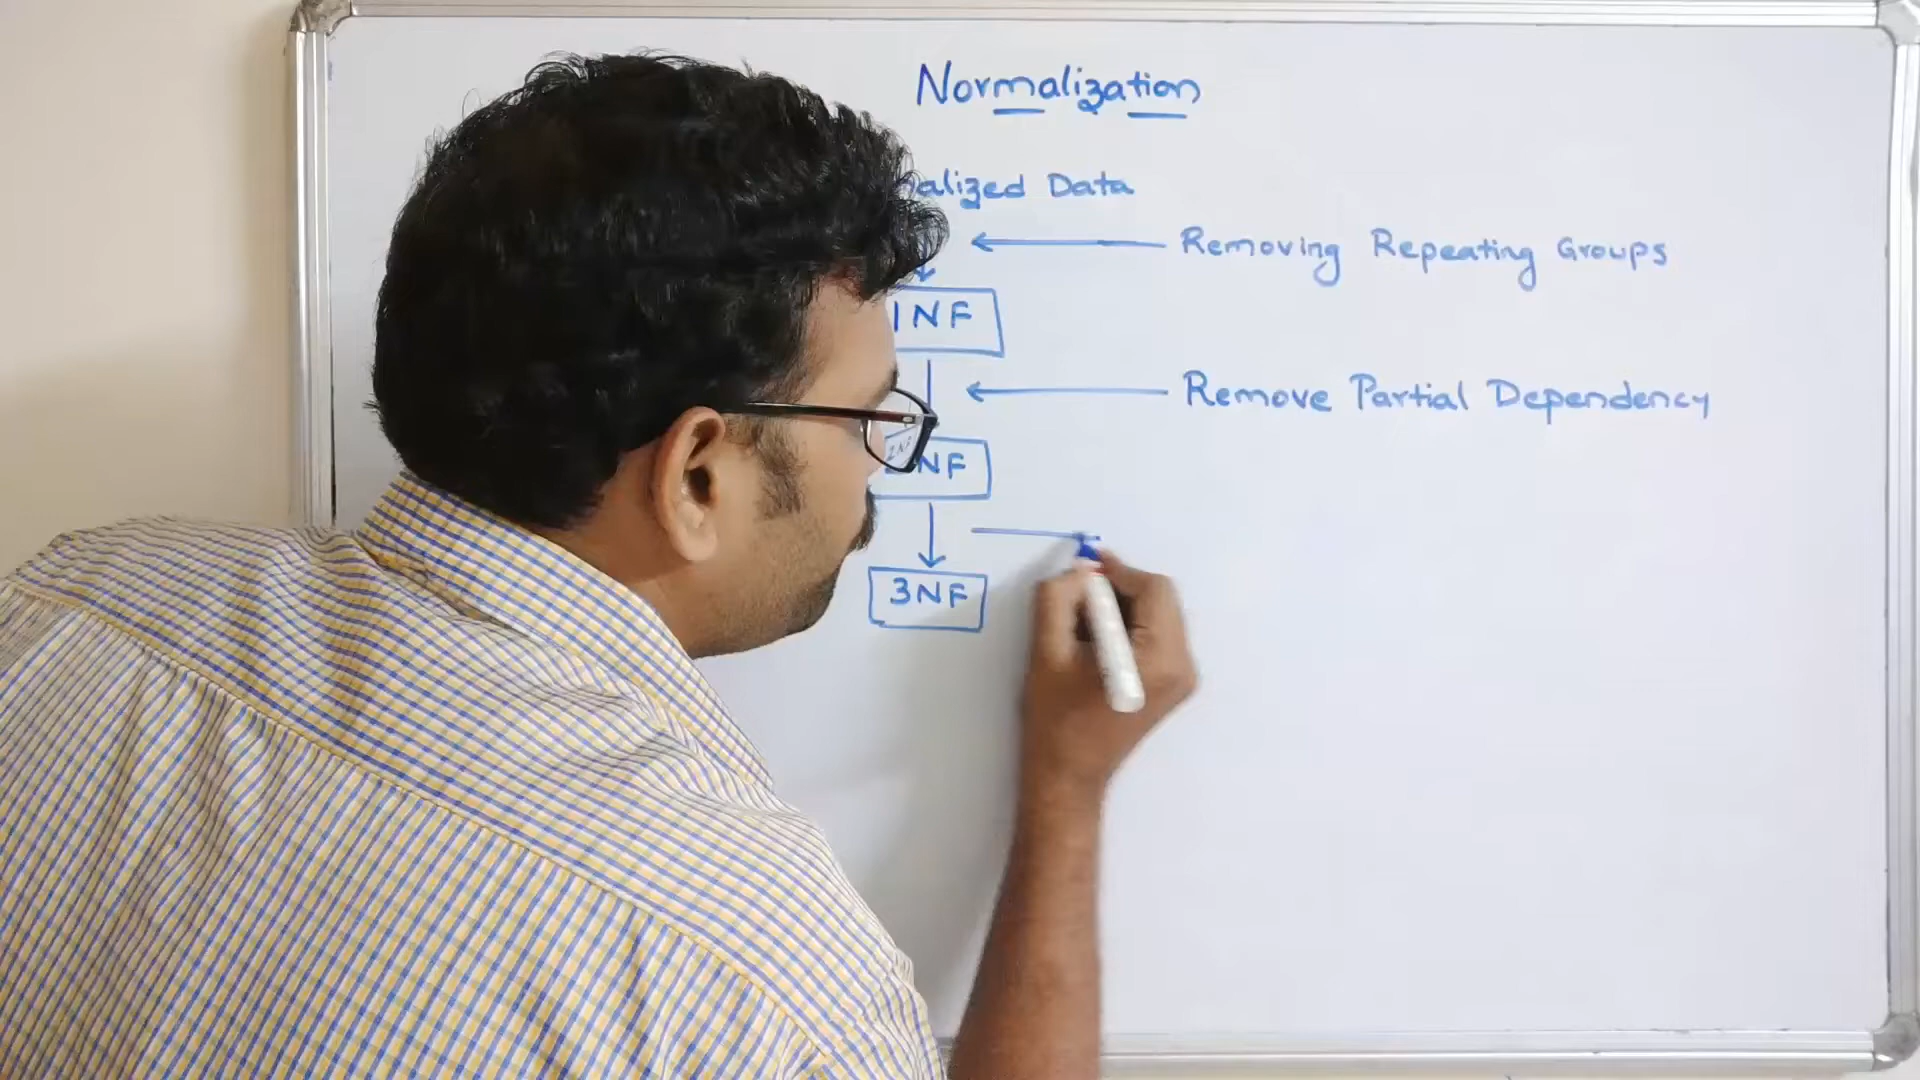 Normalization
alized Data
Removing Repeating Groups
1NF
Remove Partial Dependency
NF
3NF